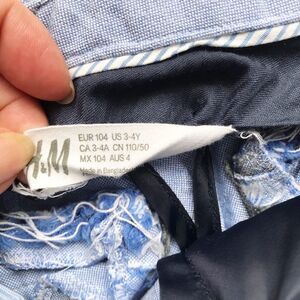 H&M
EUR 104 US 3-4Y
CA 3-4A CN 110/50
MX 104 AUS 4
Made in Bangladesh